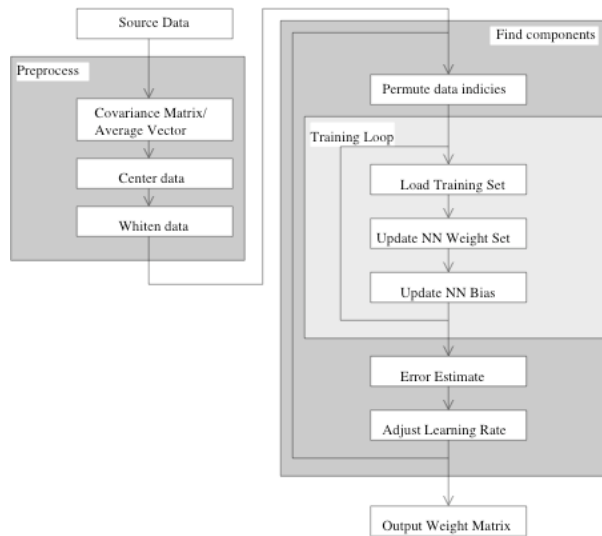 Source Data
Preprocess
Covariance Matrix/
Average Vector
Center data
Whiten data
Find components
Permute data indicies
Training Loop
Load Training Set
Update NN Weight Set
Update NN Bias
Error Estimate
Adjust Learning Rate
Output Weight Matrix